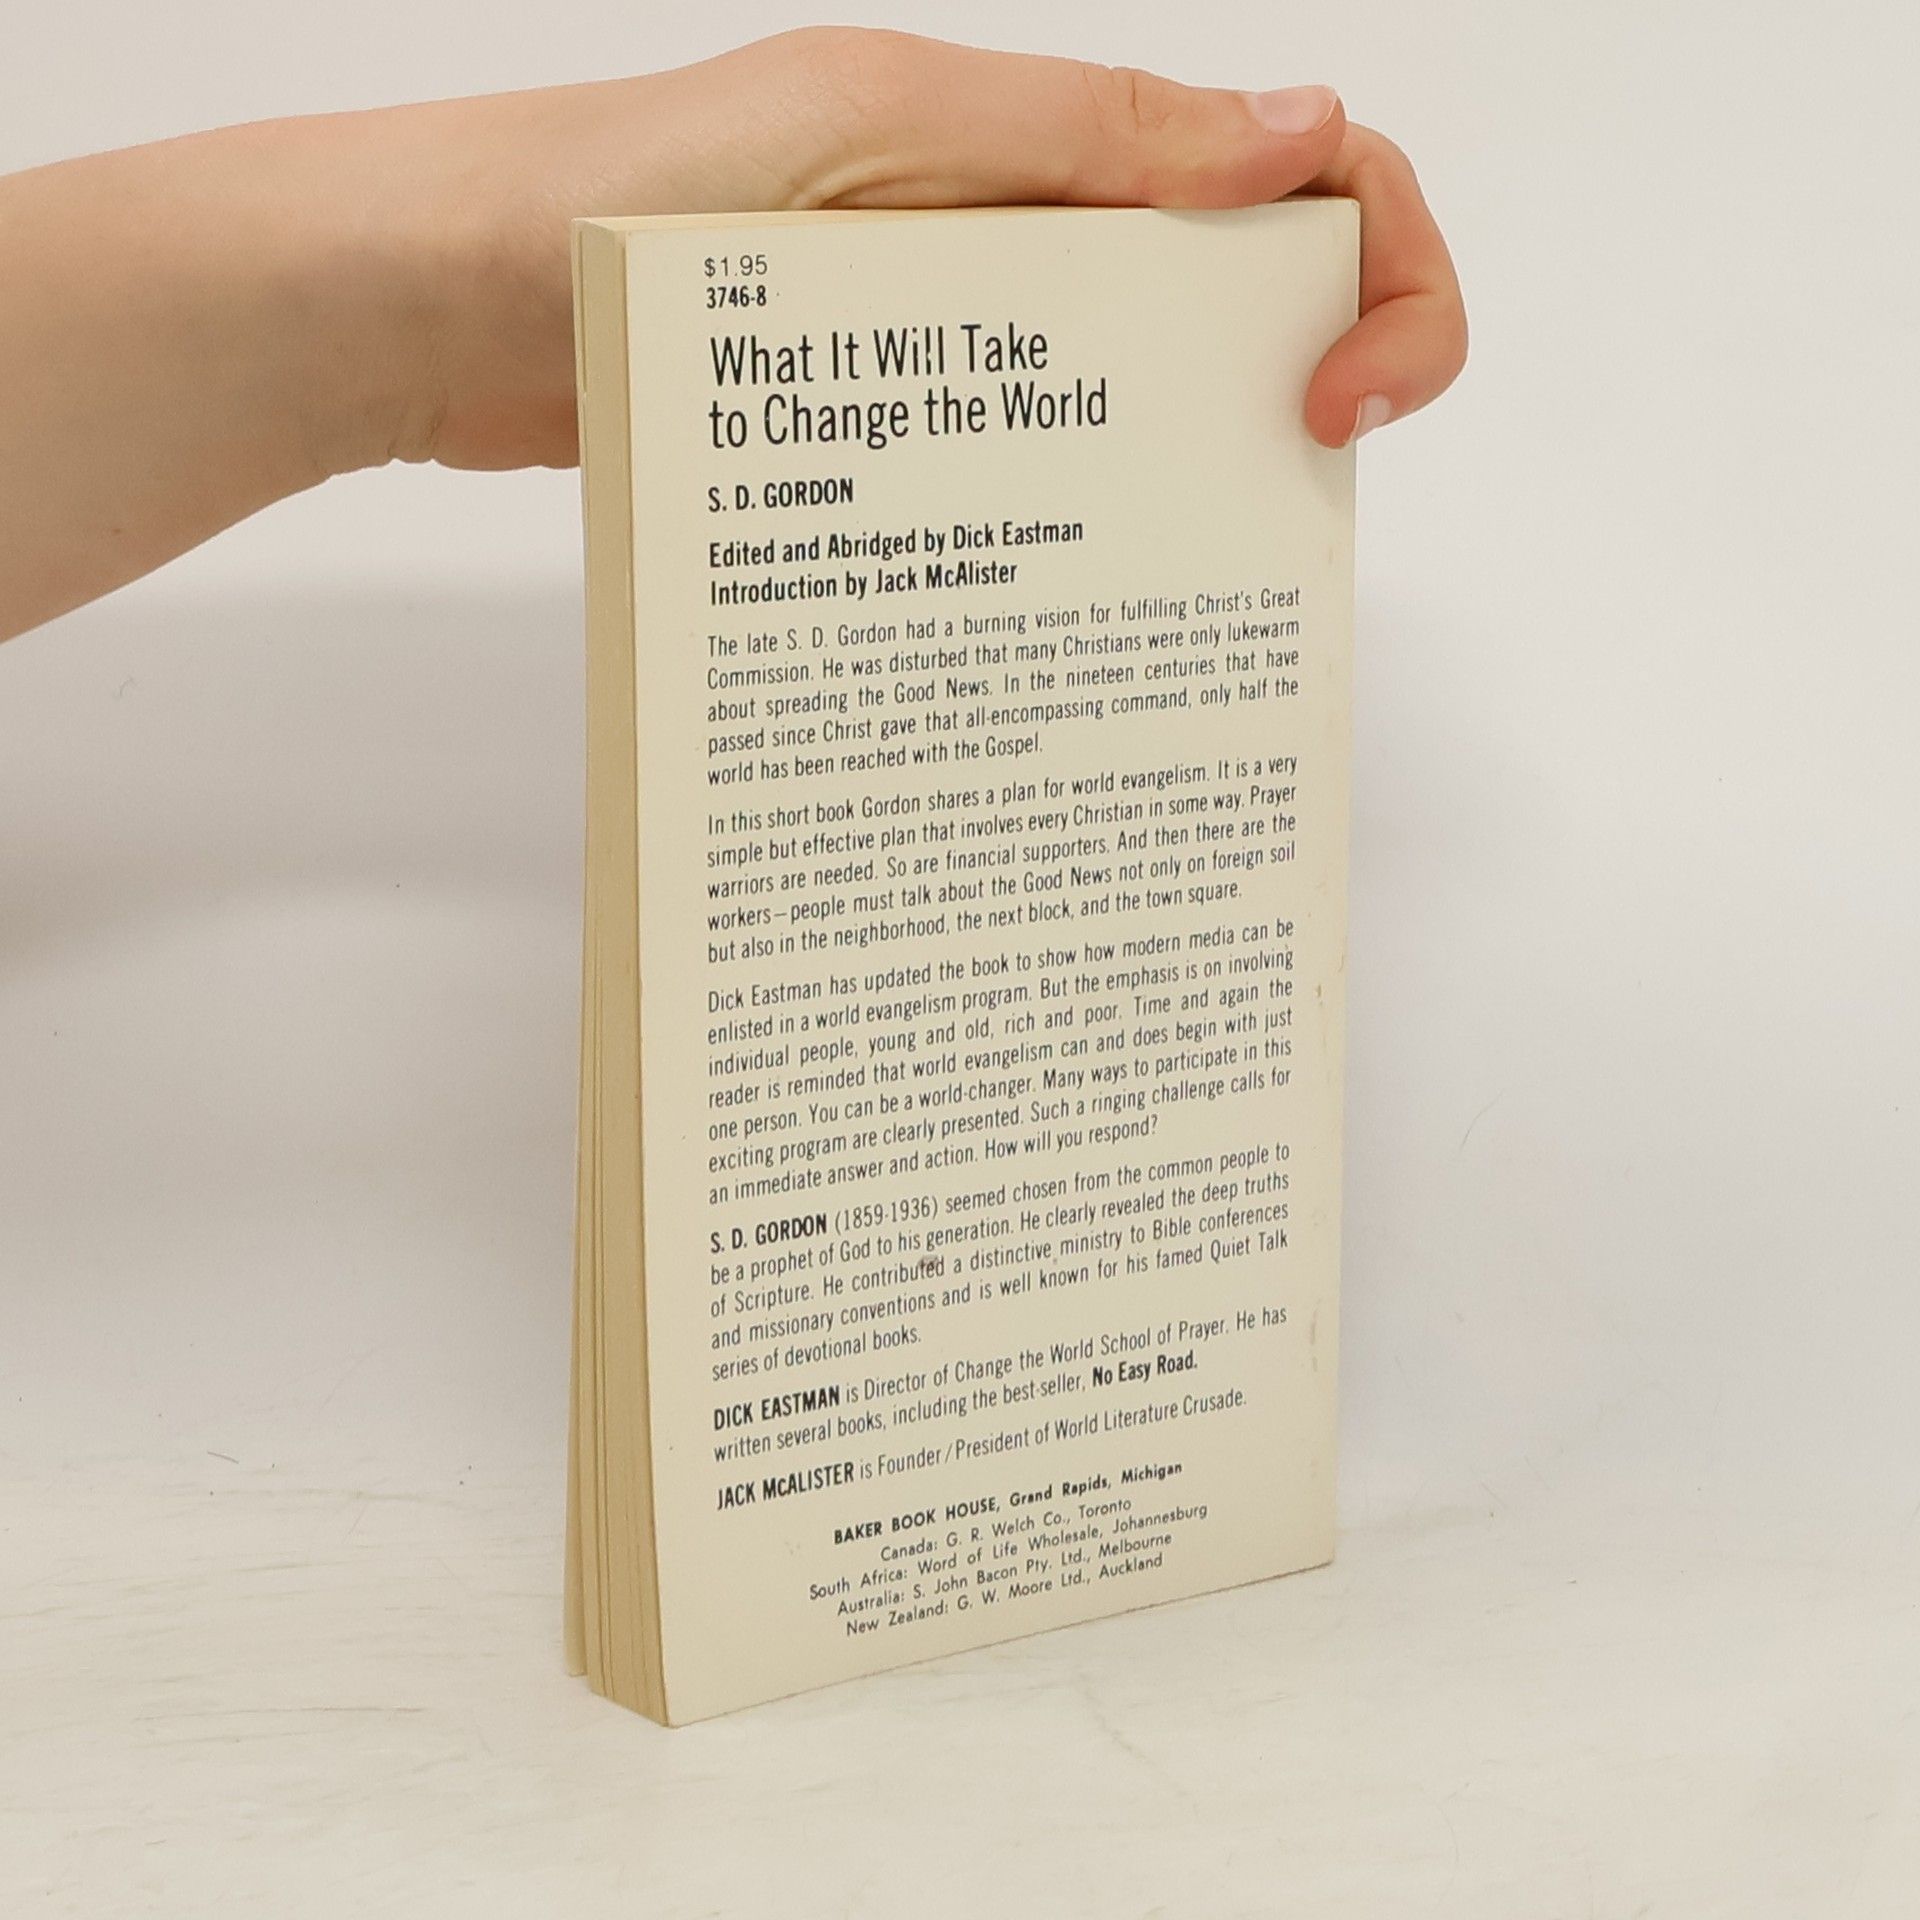 $1.95
3746-8
What It Will Take
to Change the World
S. D. GORDON
Edited and Abridged by Dick Eastman
Introduction by Jack McAlister
The late S. D. Gordon had a burning vision for fulfilling Christ's Great
Commission. He was disturbed that many Christians were only lukewarm
about spreading the Good News. In the nineteen centuries that have
passed since Christ gave that all-encompassing command, only half the
world has been reached with the Gospel.
In this short book Gordon shares a plan for world evangelism. It is a very
simple but effective plan that involves every Christian in some way. Prayer
warriors are needed. So are financial supporters. And then there are the
workers—people must talk about the Good News not only on foreign soil
but also in the neighborhood, the next block, and the town square.
Dick Eastman has updated the book to show how modern media can be
enlisted in a world evangelism program. But the emphasis is on involving
individual people, young and old, rich and poor. Time and again the
reader is reminded that world evangelism can and does begin with just
one person. You can be a world-changer. Many ways to participate in this
exciting program are clearly presented. Such a ringing challenge calls for
an immediate answer and action. How will you respond?
S. D. GORDON (1859-1936) seemed chosen from the common people to
be a prophet of God to his generation. He clearly revealed the deep truths
of Scripture. He contributed a distinctive ministry to Bible conferences
and missionary conventions and is well known for his famed Quiet Talk
series of devotional books.
DICK EASTMAN is Director of Change the World School of Prayer. He has
written several books, including the best-seller, No Easy Road.
JACK McALISTER is Founder/President of World Literature Crusade.
BAKER BOOK HOUSE, Grand Rapids, Michigan
Canada: G. R. Welch Co., Toronto
South Africa: Word of Life Wholesale, Johannesburg
Australia: S. John Bacon Pty. Ltd., Melbourne
New Zealand: G. W. Moore Ltd., Auckland